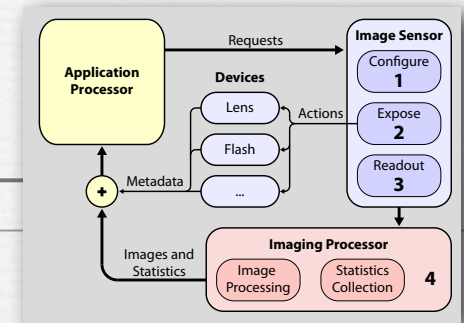 Requests
Application
Processor
Image Sensor
Configure
1
Expose
2
Readout
3
Devices
Lens
Flash
...
Actions
Metadata
+
Images and
Statistics
Imaging Processor
Image
Processing
Statistics
Collection
4